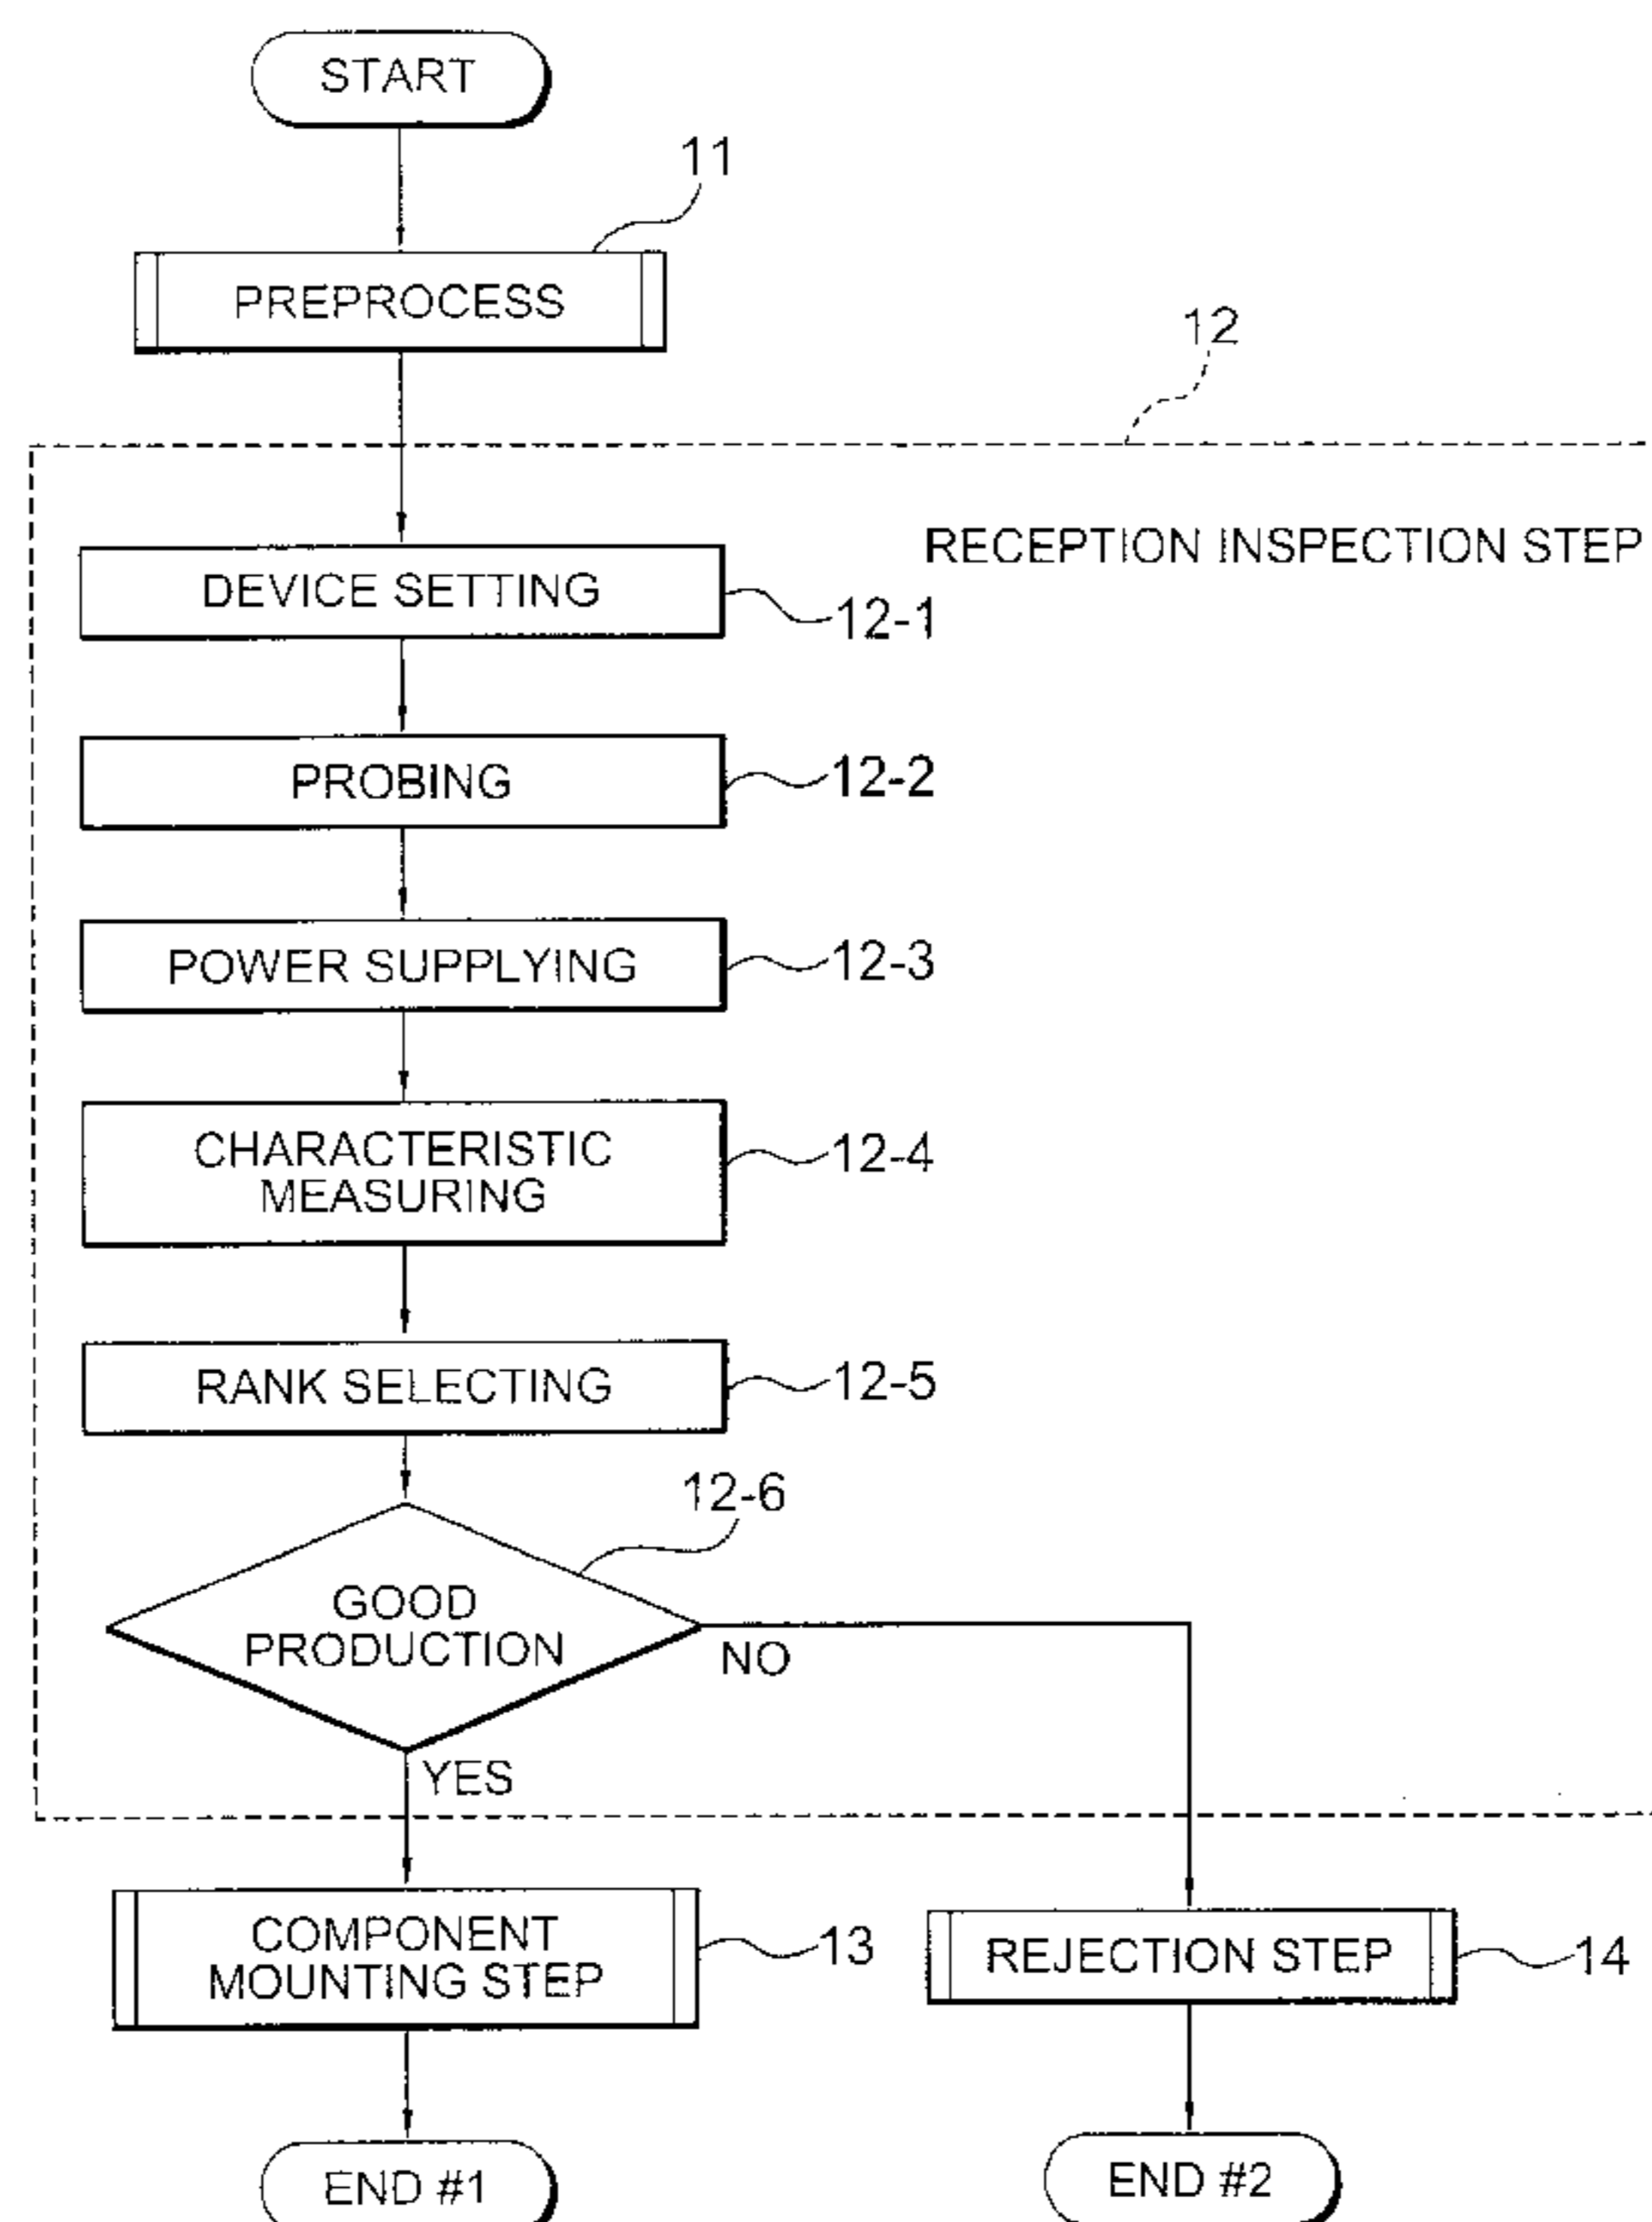 START
11
PREPROCESS
12
RECEPTION INSPECTION STEP
DEVICE SETTING
12-1
PROBING
12-2
POWER SUPPLYING
12-3
CHARACTERISTIC
MEASURING
12-4
RANK SELECTING
12-5
12-6
GOOD
PRODUCTION
NO
YES
COMPONENT
MOUNTING STEP
13
REJECTION STEP
14
END #1
END #2